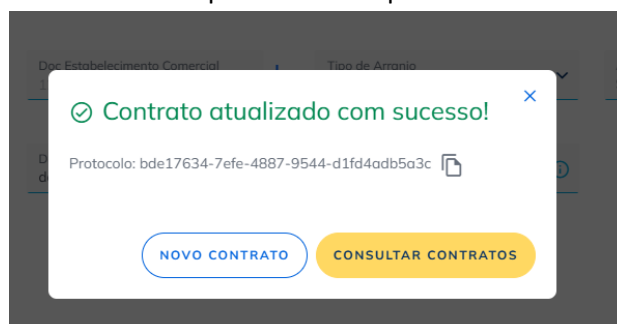 Doc Estabelecimento Comercial
Tipo de Arranjo
Contrato atualizado com sucesso!
Protocolo: bde17634-7efe-4887-9544-d1fd4adb5a3c
NOVO CONTRATO
CONSULTAR CONTRATOS